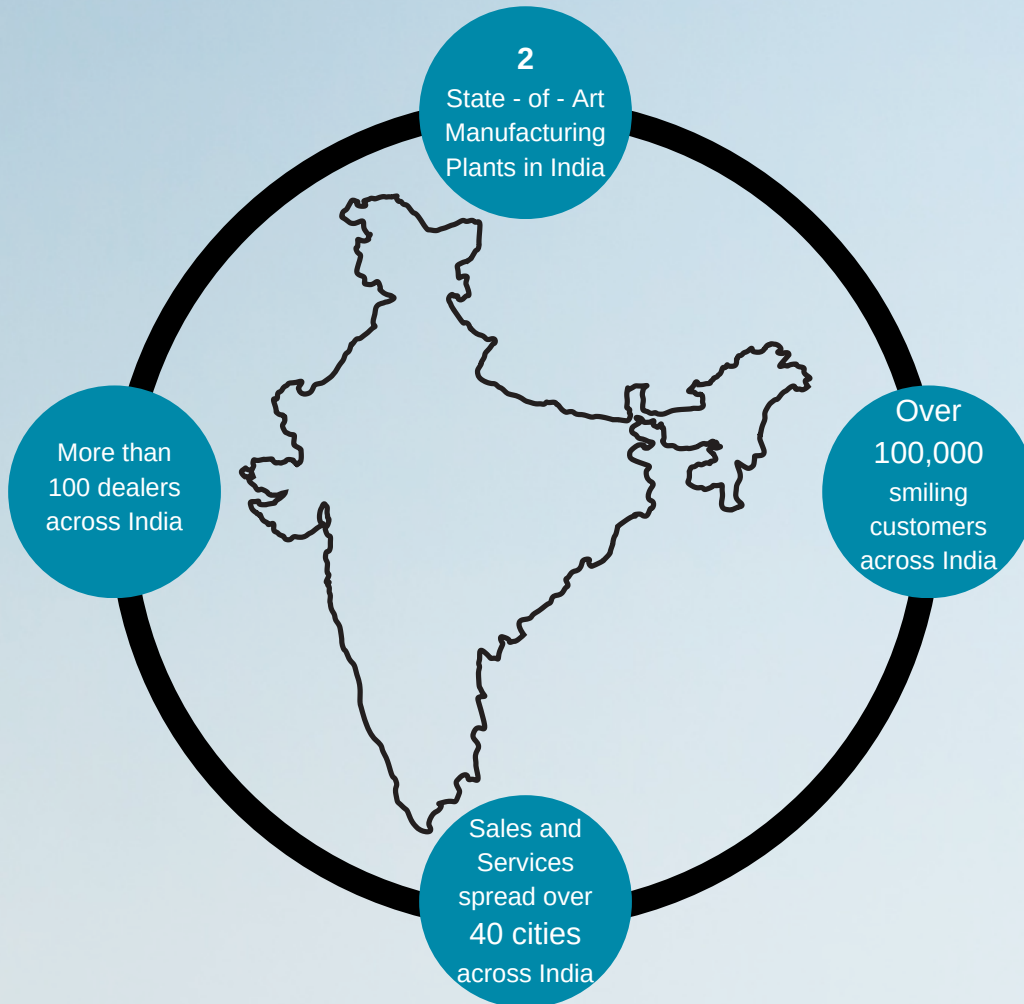 2
State - of - Art
Manufacturing
Plants in India
More than
100 dealers
across India
Over
100,000
smiling
customers
across India
Sales and
Services
spread over
40 cities
across India